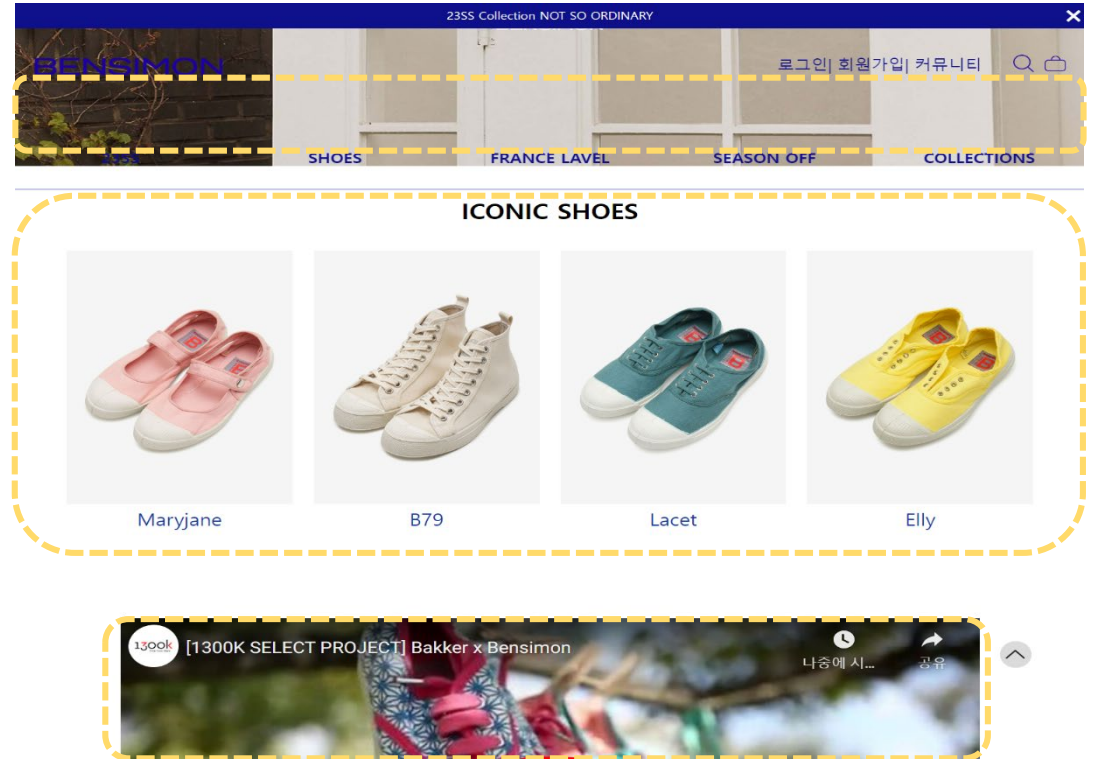 23SS Collection NOT SO ORDINARY
BENSIMON
로그인| 회원가입| 커뮤니티
23SS SHOES FRANCE LAVEL SEASON OFF COLLECTIONS
ICONIC SHOES
Maryjane B79 Lacet Elly
1300k [1300K SELECT PROJECT] Bakker x Bensimon
나중에 시... 공유